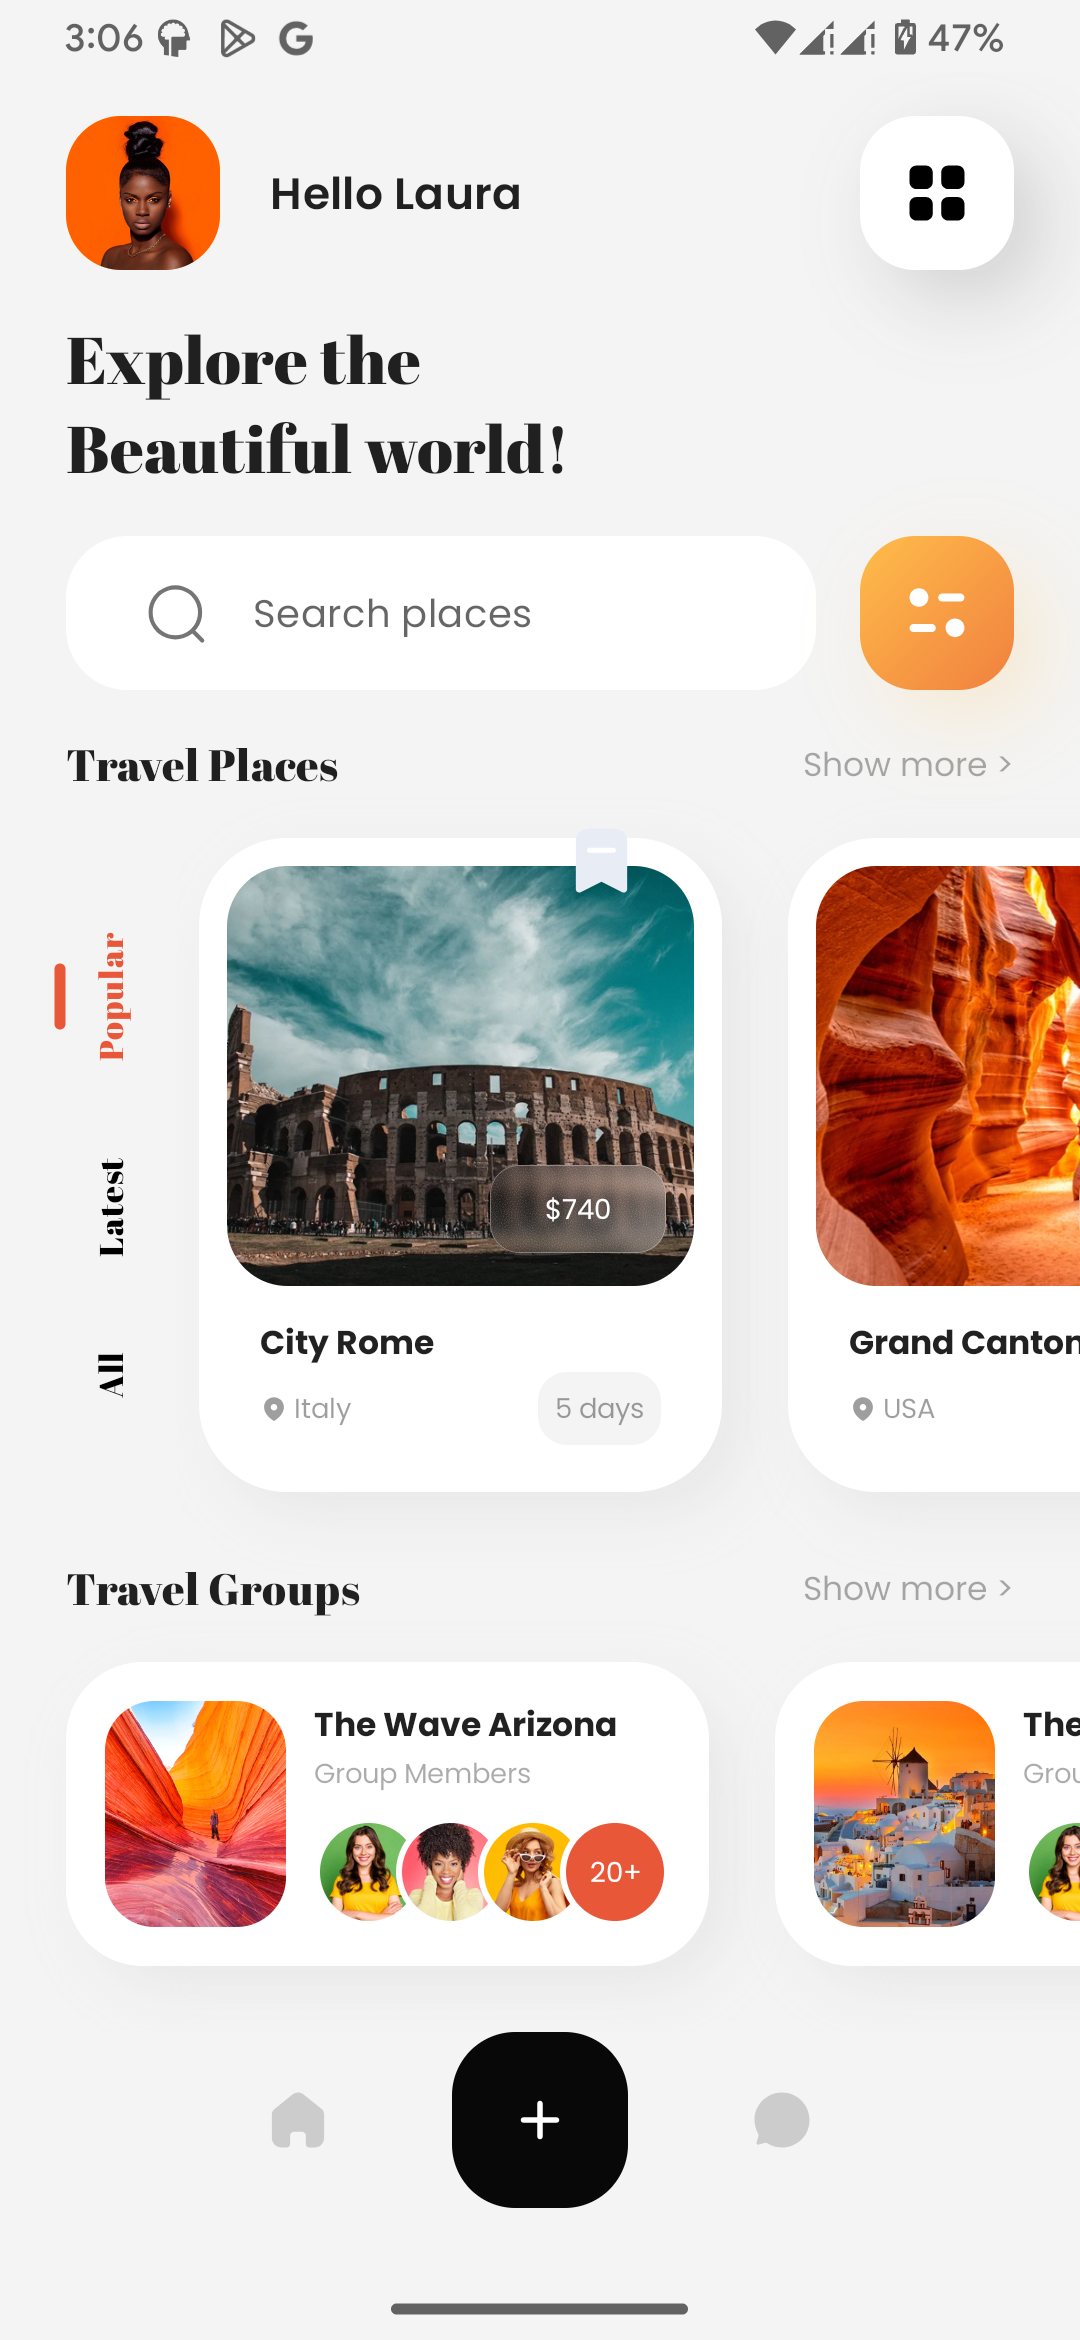 3:06
47%
Hello Laura
Explore the
Beautiful world!
Search places
Travel Places
Show more >
Popular
Latest
All
$740
City Rome
Italy
5 days
Grand Canton
USA
Travel Groups
Show more >
The Wave Arizona
Group Members
20+
The
Grou